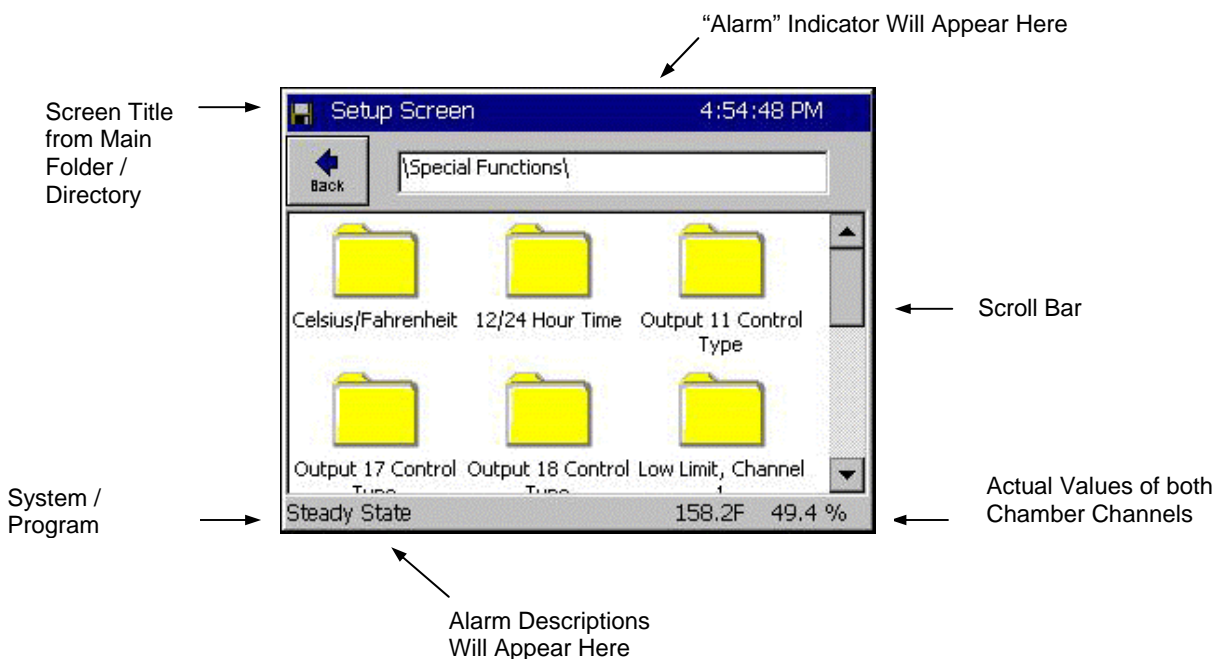 “Alarm” Indicator Will Appear Here
Screen Title
from Main
Folder /
Directory
Setup Screen 4:54:48 PM
Back
\Special Functions\
Celsius/Fahrenheit
12/24 Hour Time
Output 11 Control
Type
Scroll Bar
Output 17 Control
Type
Output 18 Control
Type
Low Limit, Channel
1
System /
Program
Steady State 158.2F 49.4 %
Actual Values of both
Chamber Channels
Alarm Descriptions
Will Appear Here